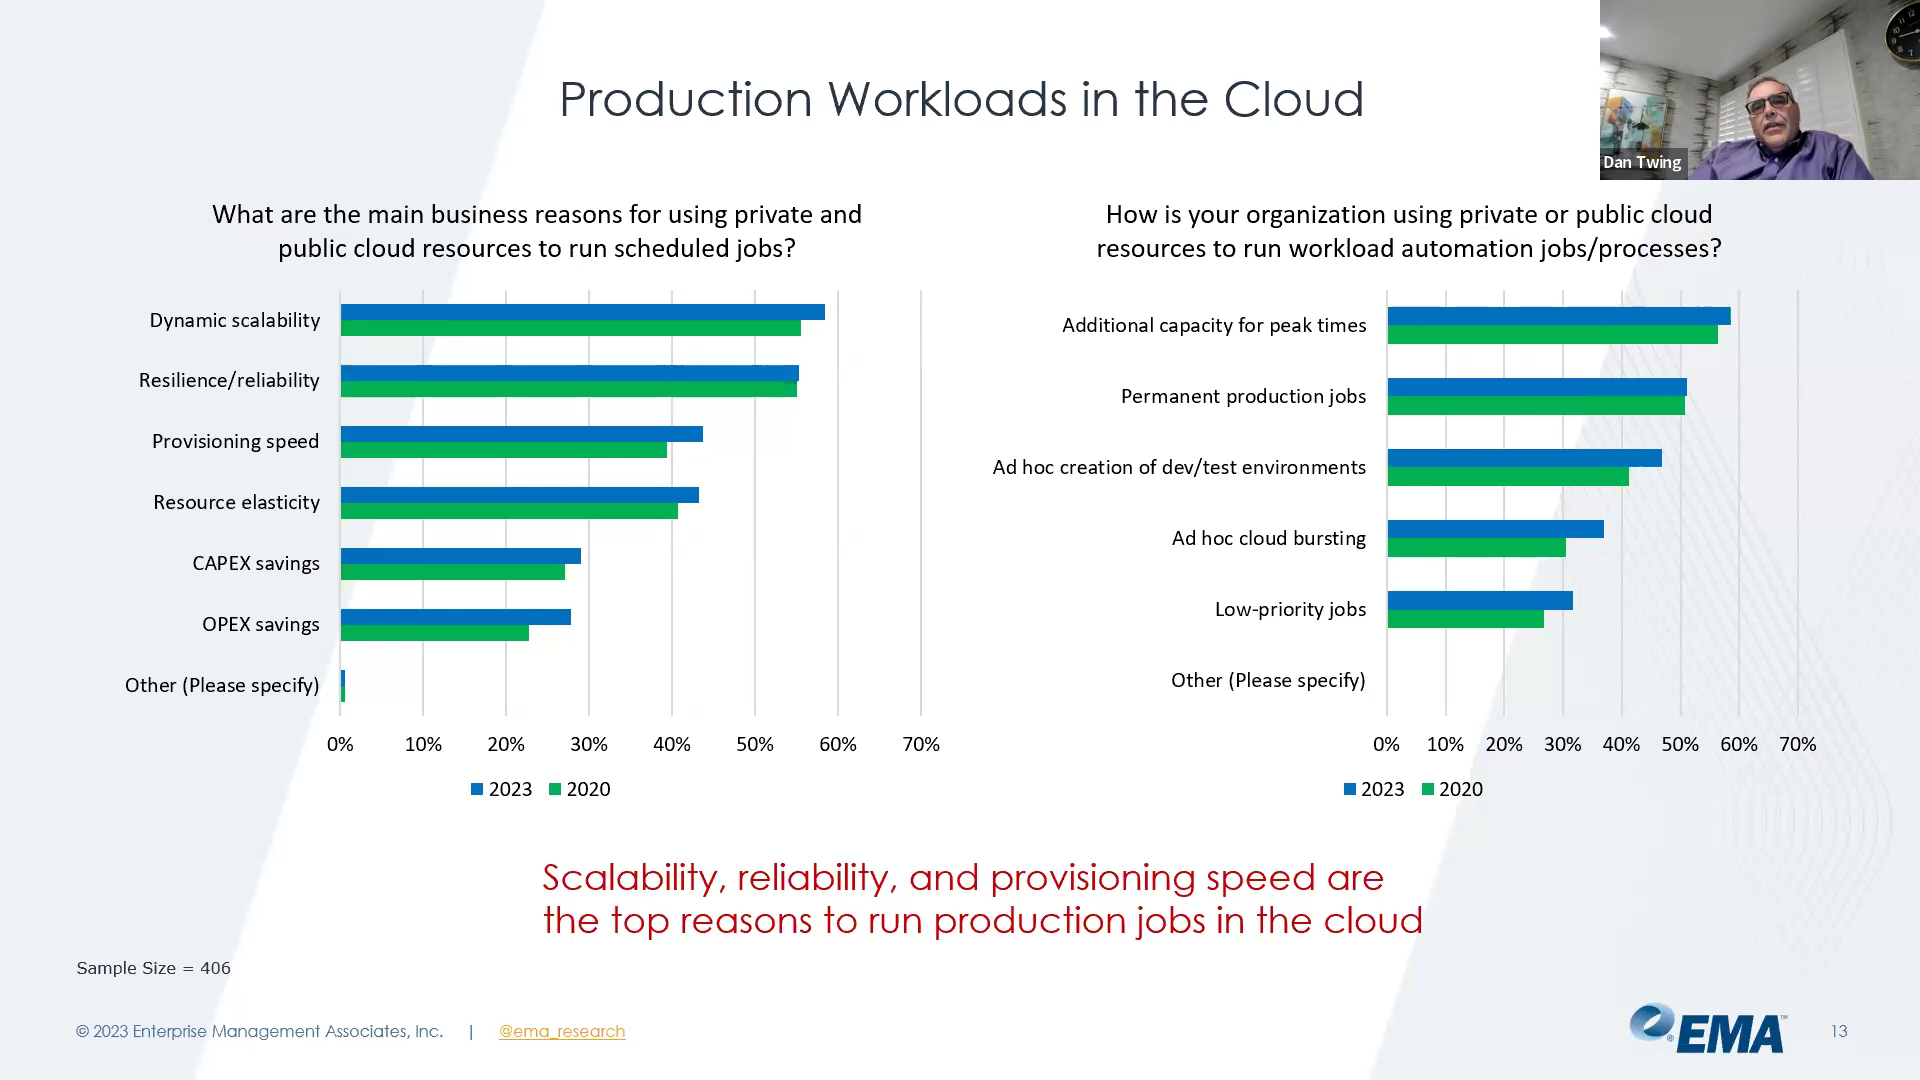 Production Workloads in the Cloud
Dan Twing
What are the main business reasons for using private and
public cloud resources to run scheduled jobs?
Dynamic scalability
Resilience/reliability
Provisioning speed
Resource elasticity
CAPEX savings
OPEX savings
Other (Please specify)
0% 10% 20% 30% 40% 50% 60% 70%
2023 2020
How is your organization using private or public cloud
resources to run workload automation jobs/processes?
Additional capacity for peak times
Permanent production jobs
Ad hoc creation of dev/test environments
Ad hoc cloud bursting
Low-priority jobs
Other (Please specify)
0% 10% 20% 30% 40% 50% 60% 70%
2023 2020
Scalability, reliability, and provisioning speed are
the top reasons to run production jobs in the cloud
Sample Size = 406
© 2023 Enterprise Management Associates, Inc. | @ema_research
EMA™
13